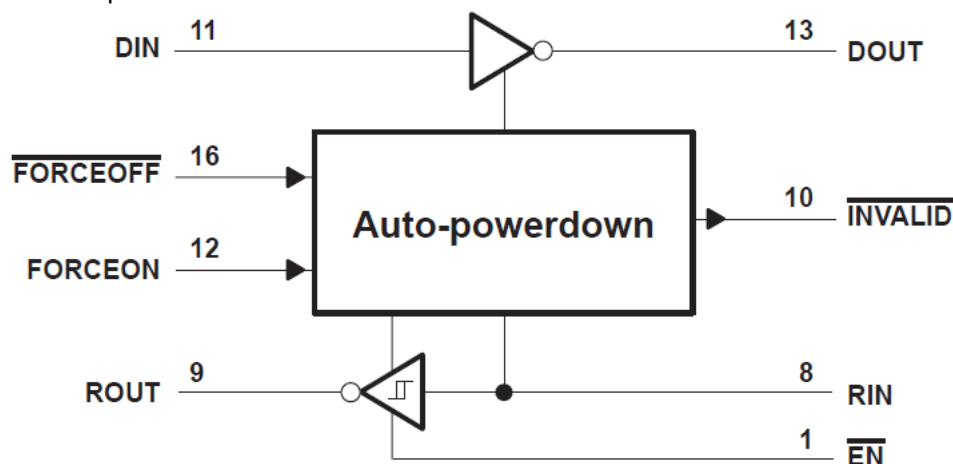 DIN 11 13 DOUT
FORCEOFF 16
Auto-powerdown
10 INVALID
FORCEON 12
ROUT 9 8 RIN
1 EN